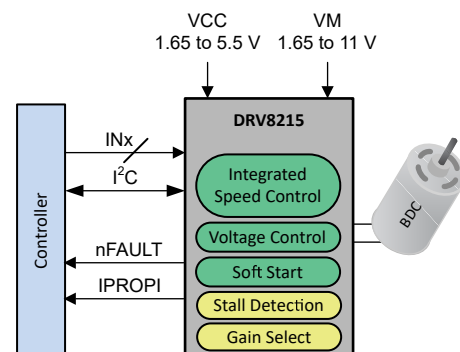 VCC
1.65 to 5.5 V
VM
1.65 to 11 V
DRV8215
Controller
INx
I²C
nFAULT
IPROPI
Integrated
Speed Control
Voltage Control
Soft Start
Stall Detection
Gain Select
BDC